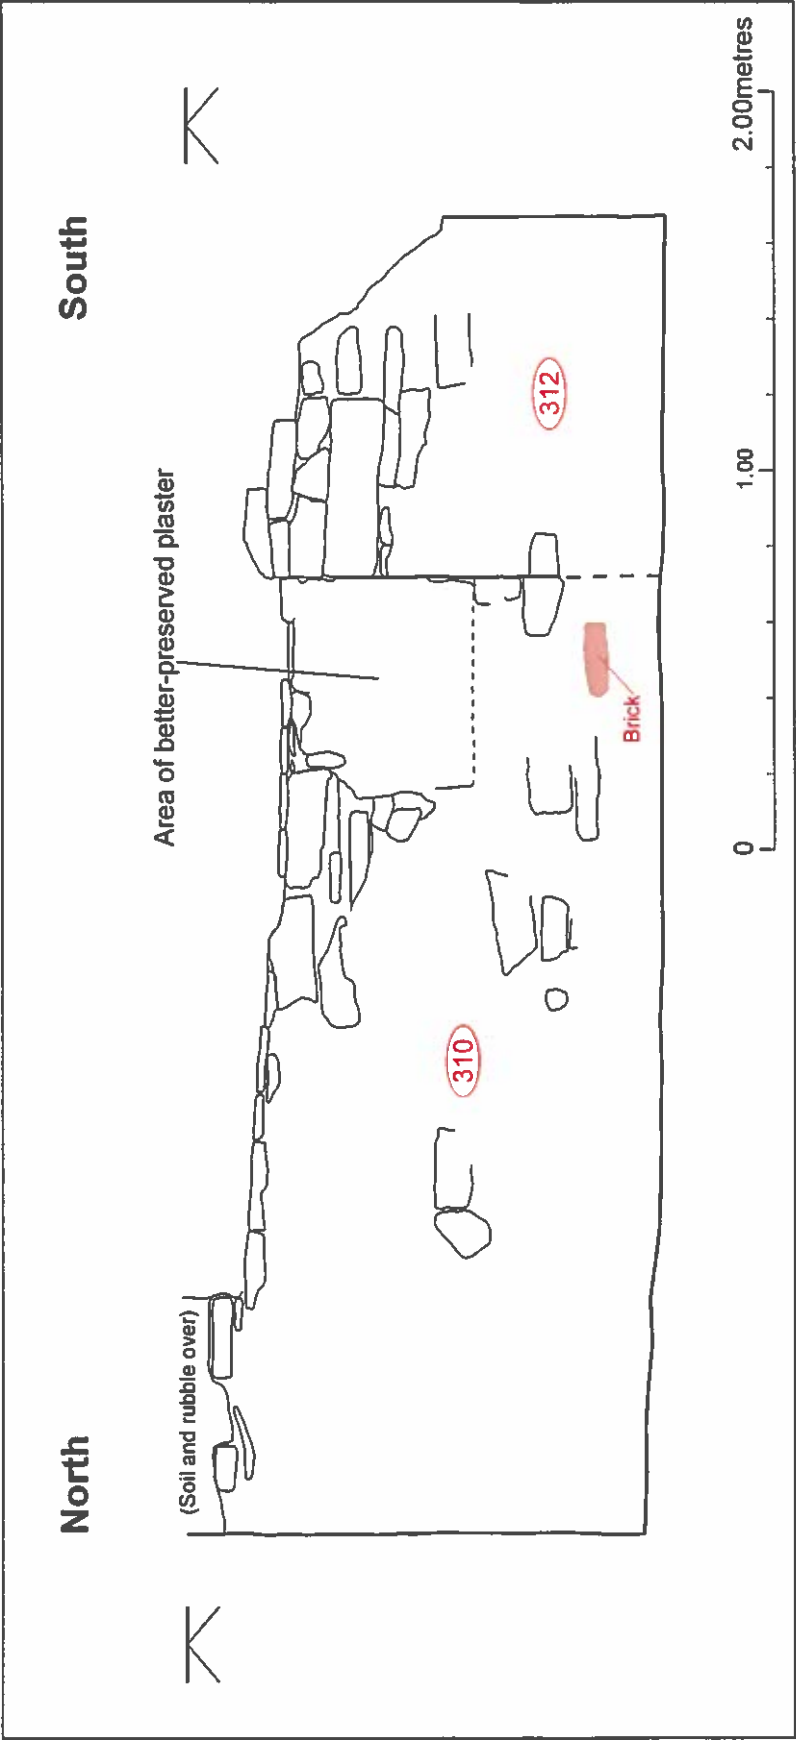 North
South
K
K
Area of better-preserved plaster
(Soil and rubble over)
310
312
Brick
0
1.00
2.00metres